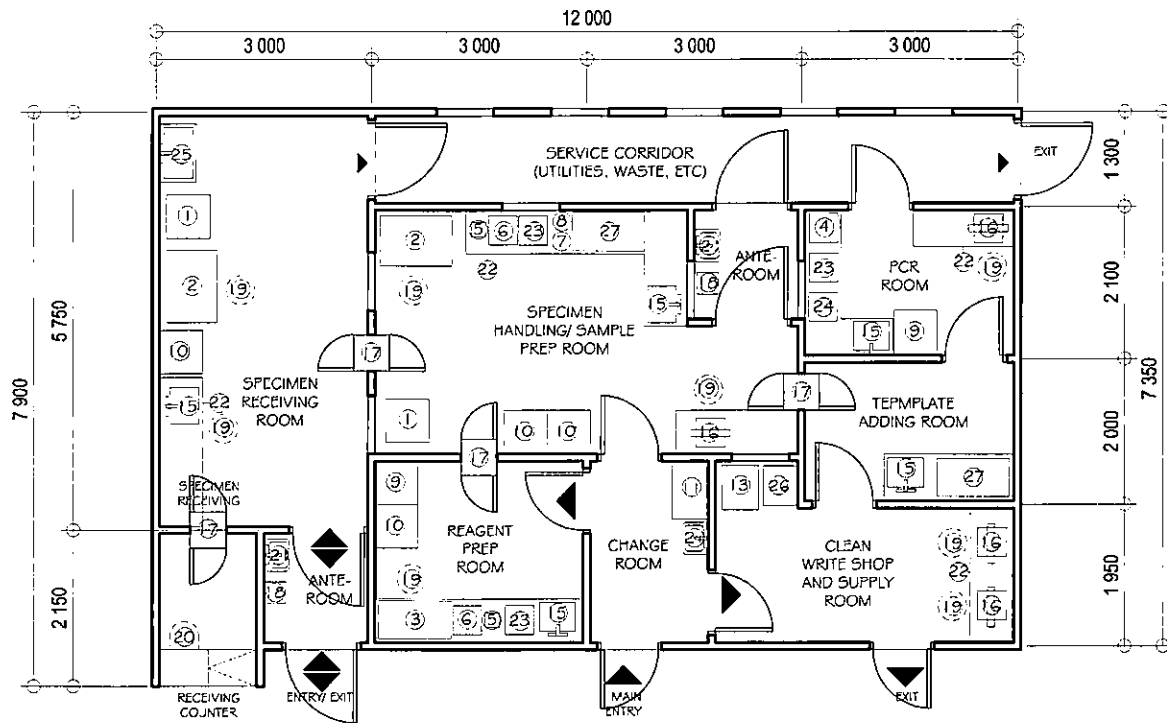 12 000
3 000
3 000
3 000
3 000
7 900
5 750
2 150
1 300
2 100
2 000
1 950
7 350
SERVICE CORRIDOR
(UTILITIES, WASTE, ETC)
EXIT
25
1
2
19
10
15
22
19
SPECIMEN
RECEIVING
ROOM
SPECIMEN
RECEIVING
17
17
2
19
5
6
23
8
7
27
22
15
SPECIMEN
HANDLING/ SAMPLE
PREP ROOM
1
10
10
19
16
17
17
21
18
ANTE-
ROOM
4
23
24
15
9
16
22
19
PCR
ROOM
TEPMPLATE
ADDING ROOM
15
27
9
10
19
3
6
5
23
15
REAGENT
PREP
ROOM
11
CHANGE
ROOM
13
26
CLEAN
WRITE SHOP
AND SUPPLY
ROOM
19
16
22
19
16
21
18
ANTE-
ROOM
20
RECEIVING
COUNTER
ENTRY/ EXIT
MAIN
ENTRY
EXIT